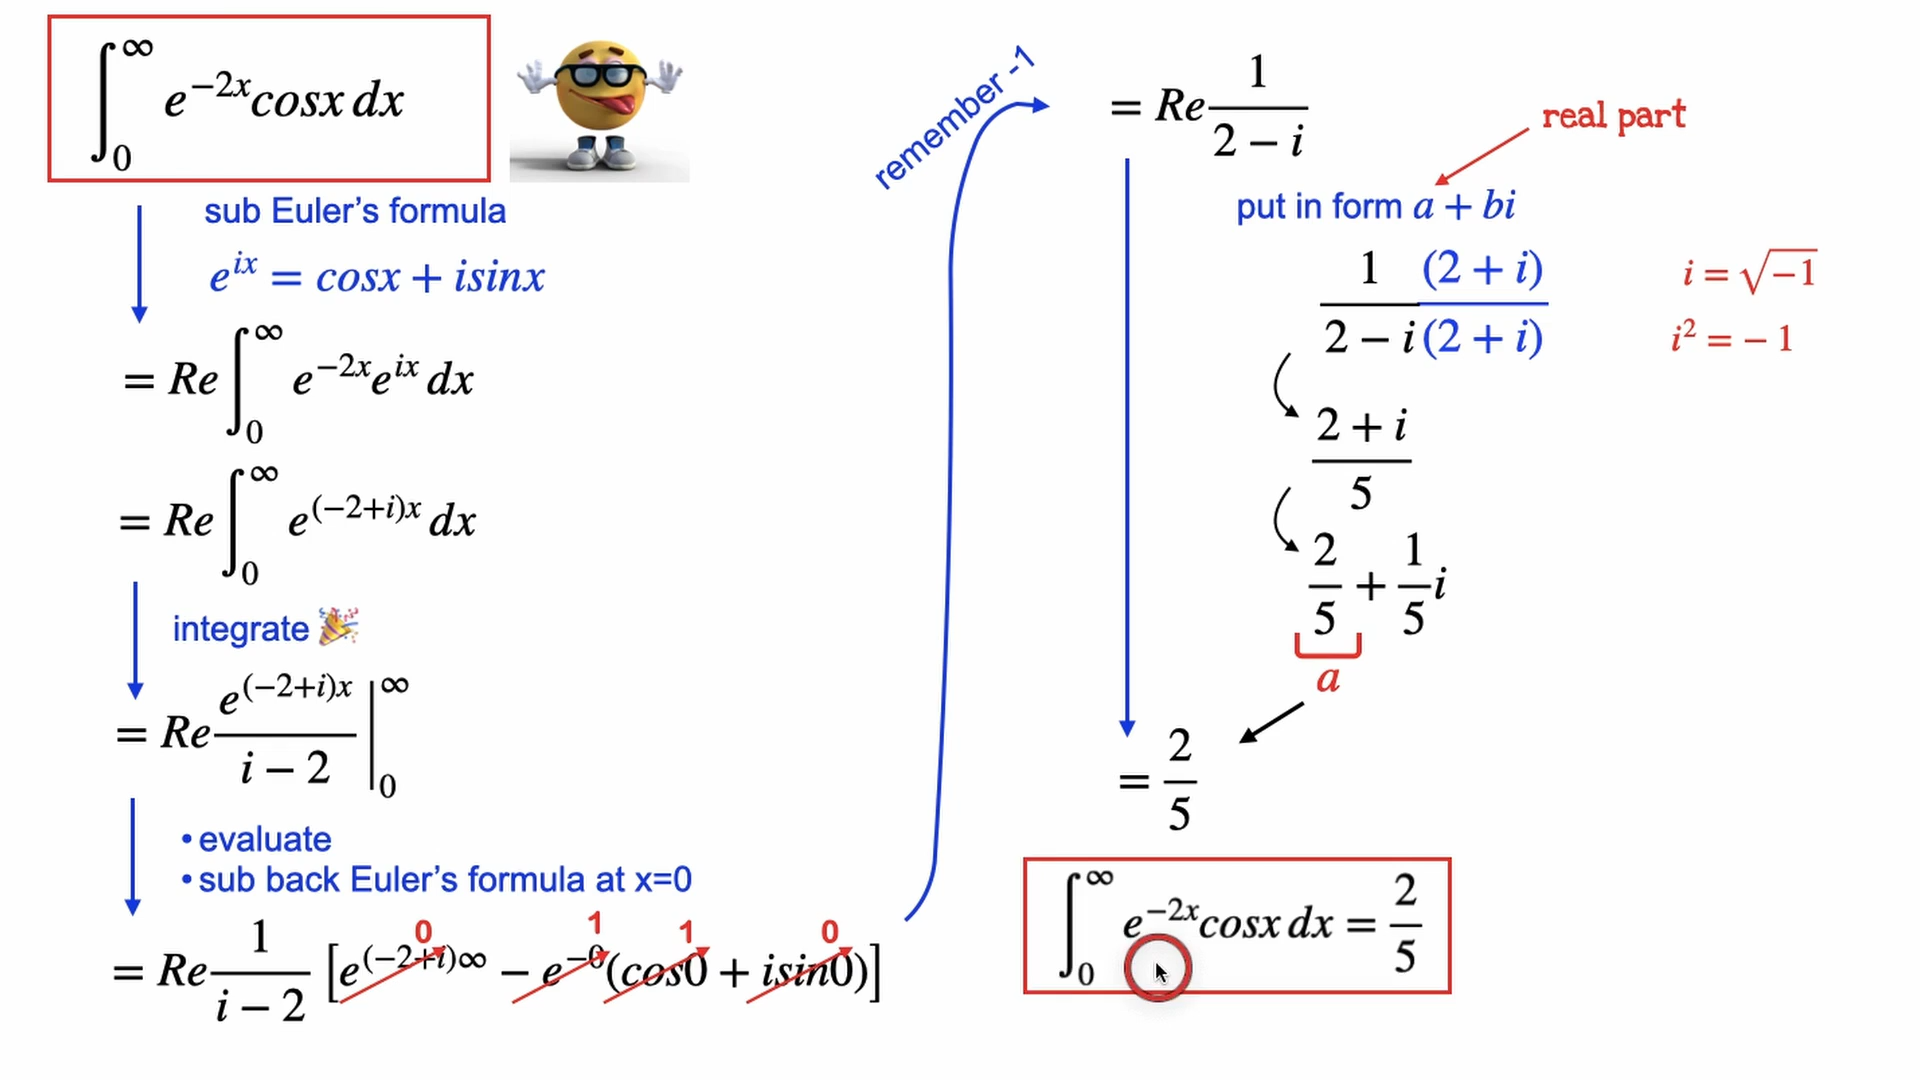 ∫₀^∞ e^{−2x}cosx dx
sub Euler's formula
e^{ix} = cosx + isinx
= Re ∫₀^∞ e^{−2x}e^{ix} dx
= Re ∫₀^∞ e^{(−2+i)x} dx
integrate 🎉
= Re e^{(−2+i)x}/(i − 2) |₀^∞
• evaluate
• sub back Euler's formula at x=0
0 1 1 0
= Re 1/(i − 2) [e^{(−2+i)∞} − e^{−0}(cos0 + isin0)]
remember -1
= Re 1/(2 − i)
real part
put in form a + bi
1 (2 + i)
2 − i (2 + i)
i = √−1
i² = − 1
2 + i
5
2/5 + 1/5 i
a
= 2/5
∫₀^∞ e^{−2x}cosx dx = 2/5